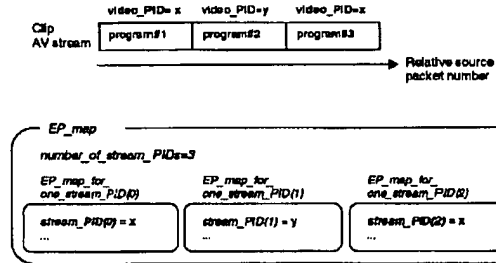 video_PID= x video_PID=y video_PID=x
Clip
AV stream
program#1 program#2 program#3
Relative source
packet number
EP_map
number_of_stream_PIDs=3
EP_map_for_
one_stream_PID(0)
EP_map_for_
one_stream_PID(1)
EP_map_for_
one_stream_PID(2)
stream_PID(0) = x
...
stream_PID(1) = y
...
stream_PID(2) = x
...